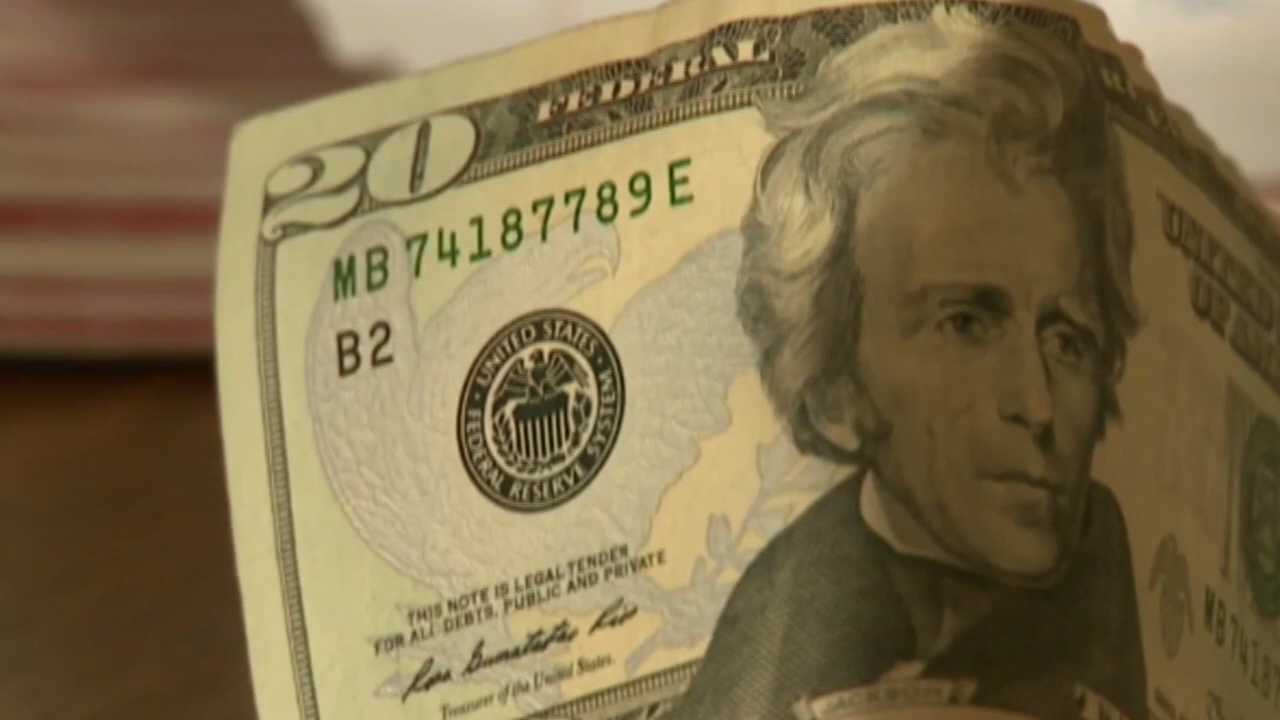 FEDERAL
20
MB 74187789 E
B2
UNITED STATES
FEDERAL RESERVE SYSTEM
THIS NOTE IS LEGAL TENDER
FOR ALL DEBTS, PUBLIC AND PRIVATE
Treasurer of the United States.
JACKSON